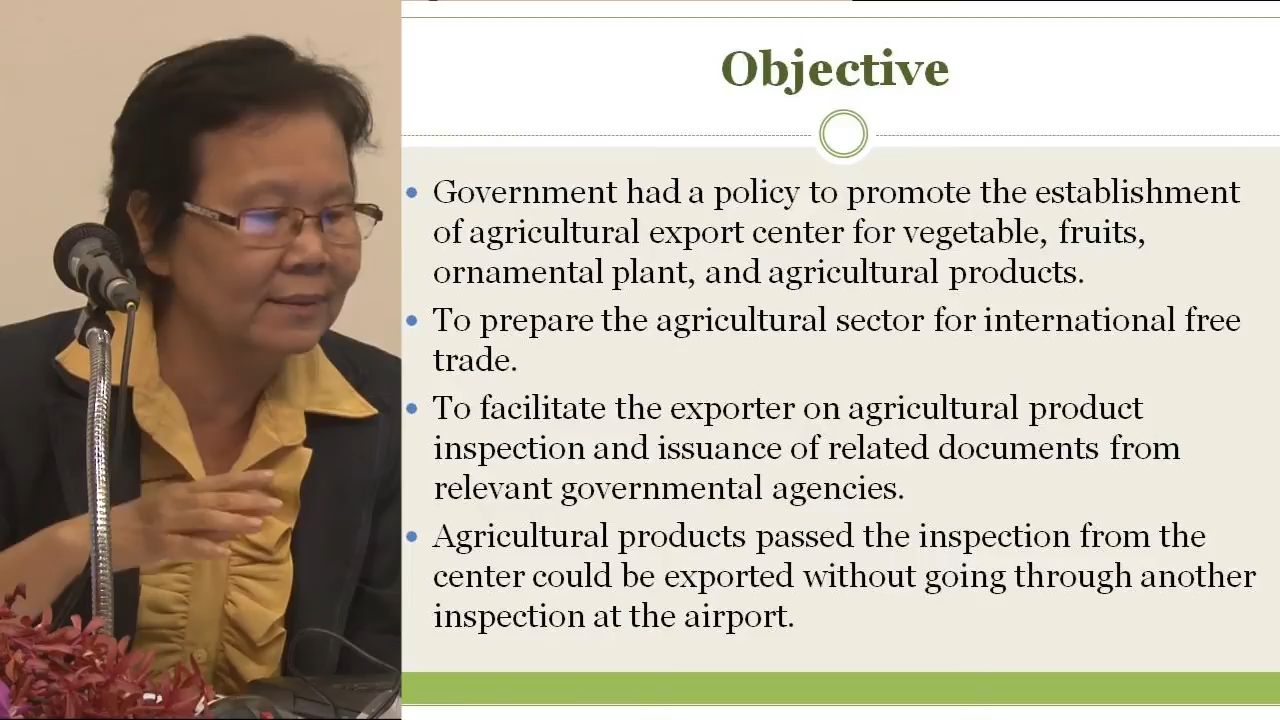 Objective
Government had a policy to promote the establishment
of agricultural export center for vegetable, fruits,
ornamental plant, and agricultural products.
To prepare the agricultural sector for international free
trade.
To facilitate the exporter on agricultural product
inspection and issuance of related documents from
relevant governmental agencies.
Agricultural products passed the inspection from the
center could be exported without going through another
inspection at the airport.